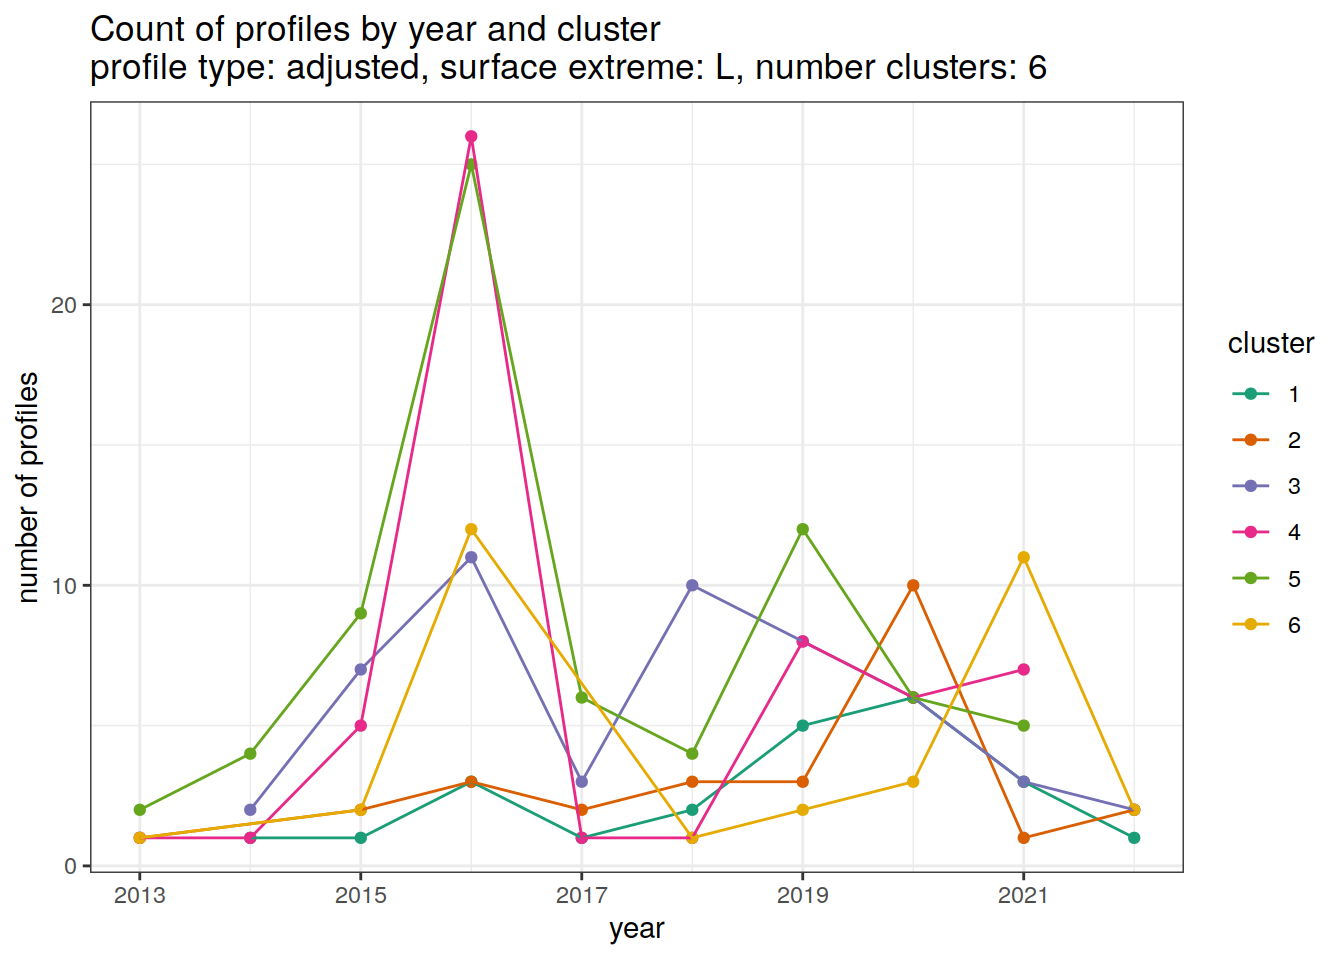 Count of profiles by year and cluster
profile type: adjusted, surface extreme: L, number clusters: 6
number of profiles
20
10
0
2013
2015
2017
2019
2021
year
cluster
1
2
3
4
5
6